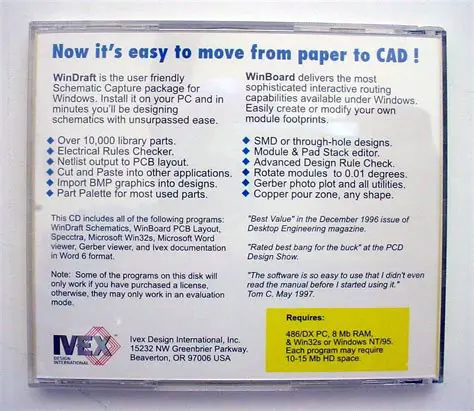 Now it's easy to move from paper to CAD !
WinDraft is the user friendly
Schematic Capture package for
Windows. Install it on your PC and in
minutes you'll be designing
schematics with unsurpassed ease.
Over 10,000 library parts.
Electrical Rules Checker.
Netlist output to PCB layout.
Cut and Paste into other applications.
Import BMP graphics into designs.
Part Palette for most used parts.
This CD includes all of the following programs:
WinDraft Schematics, WinBoard PCB Layout,
Specctra, Microsoft Win32s, Microsoft Word
viewer, Gerber viewer, and Ivex documentation
in Word 6 format.
Note: Some of the programs on this disk will
only work if you have purchased a license,
otherwise, they may only work in an evaluation
mode.
WinBoard delivers the most
sophisticated interactive routing
capabilities available under Windows.
Easily create or modify your own
module footprints.
SMD or through-hole designs.
Module & Pad Stack editor.
Advanced Design Rule Check.
Rotate modules to 0.01 degrees.
Gerber photo plot and all utilities.
Copper pour zone, any shape.
"Best Value" in the December 1996 issue of
Desktop Engineering magazine.
"Rated best bang for the buck" at the PCD
Design Show.
"The software is so easy to use that I didn't even
read the manual before I started using it."
Tom C. May 1997.
IVEX
DESIGN
INTERNATIONAL
Ivex Design International, Inc.
15232 NW Greenbrier Parkway.
Beaverton, OR 97006 USA
Requires:
486/DX PC, 8 Mb RAM,
& Win32s or Windows NT/95.
Each program may require
10-15 Mb HD space.